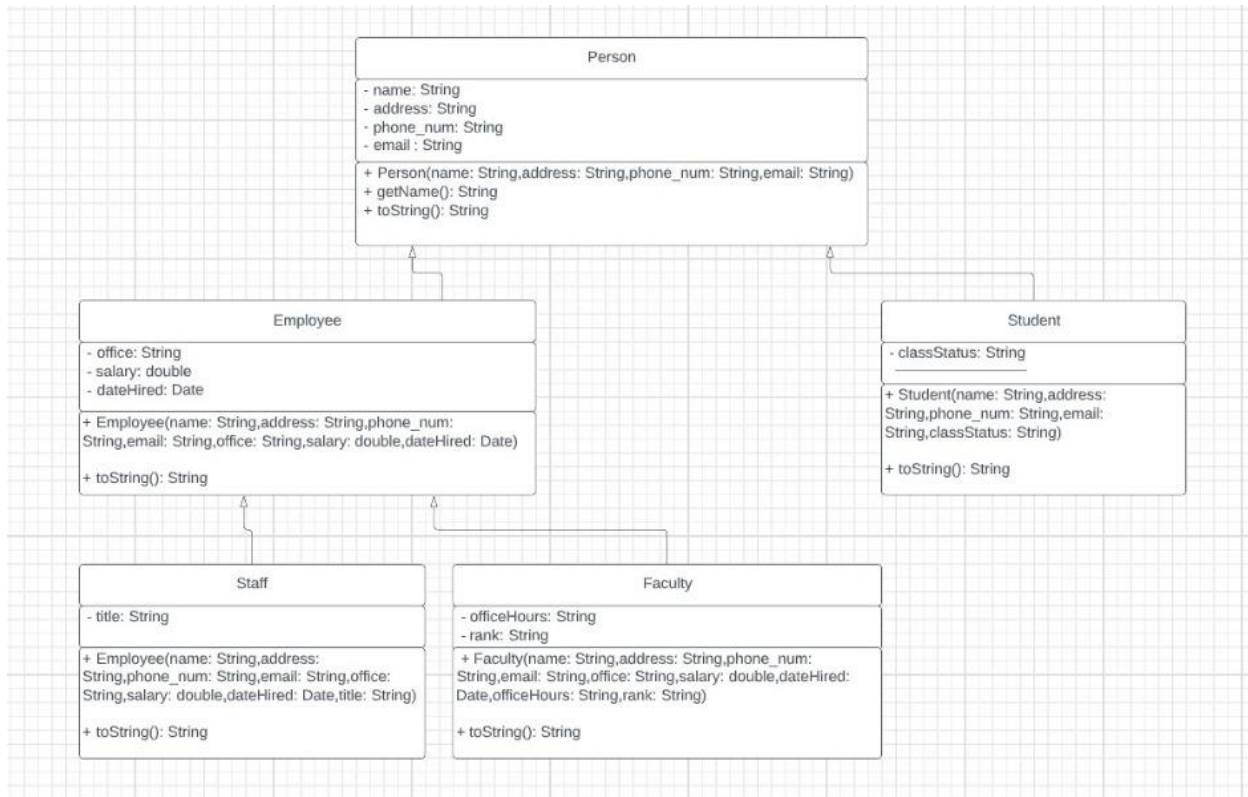 Person
- name: String
- address: String
- phone_num: String
- email : String
+ Person(name: String,address: String,phone_num: String,email: String)
+ getName(): String
+ toString(): String
Employee
- office: String
- salary: double
- dateHired: Date
+ Employee(name: String,address: String,phone_num:
String,email: String,office: String,salary: double,dateHired: Date)
+ toString(): String
Student
- classStatus: String
+ Student(name: String,address:
String,phone_num: String,email:
String,classStatus: String)
+ toString(): String
Staff
- title: String
+ Employee(name: String,address:
String,phone_num: String,email: String,office:
String,salary: double,dateHired: Date,title: String)
+ toString(): String
Faculty
- officeHours: String
- rank: String
+ Faculty(name: String,address: String,phone_num:
String,email: String,office: String,salary: double,dateHired:
Date,officeHours: String,rank: String)
+ toString(): String